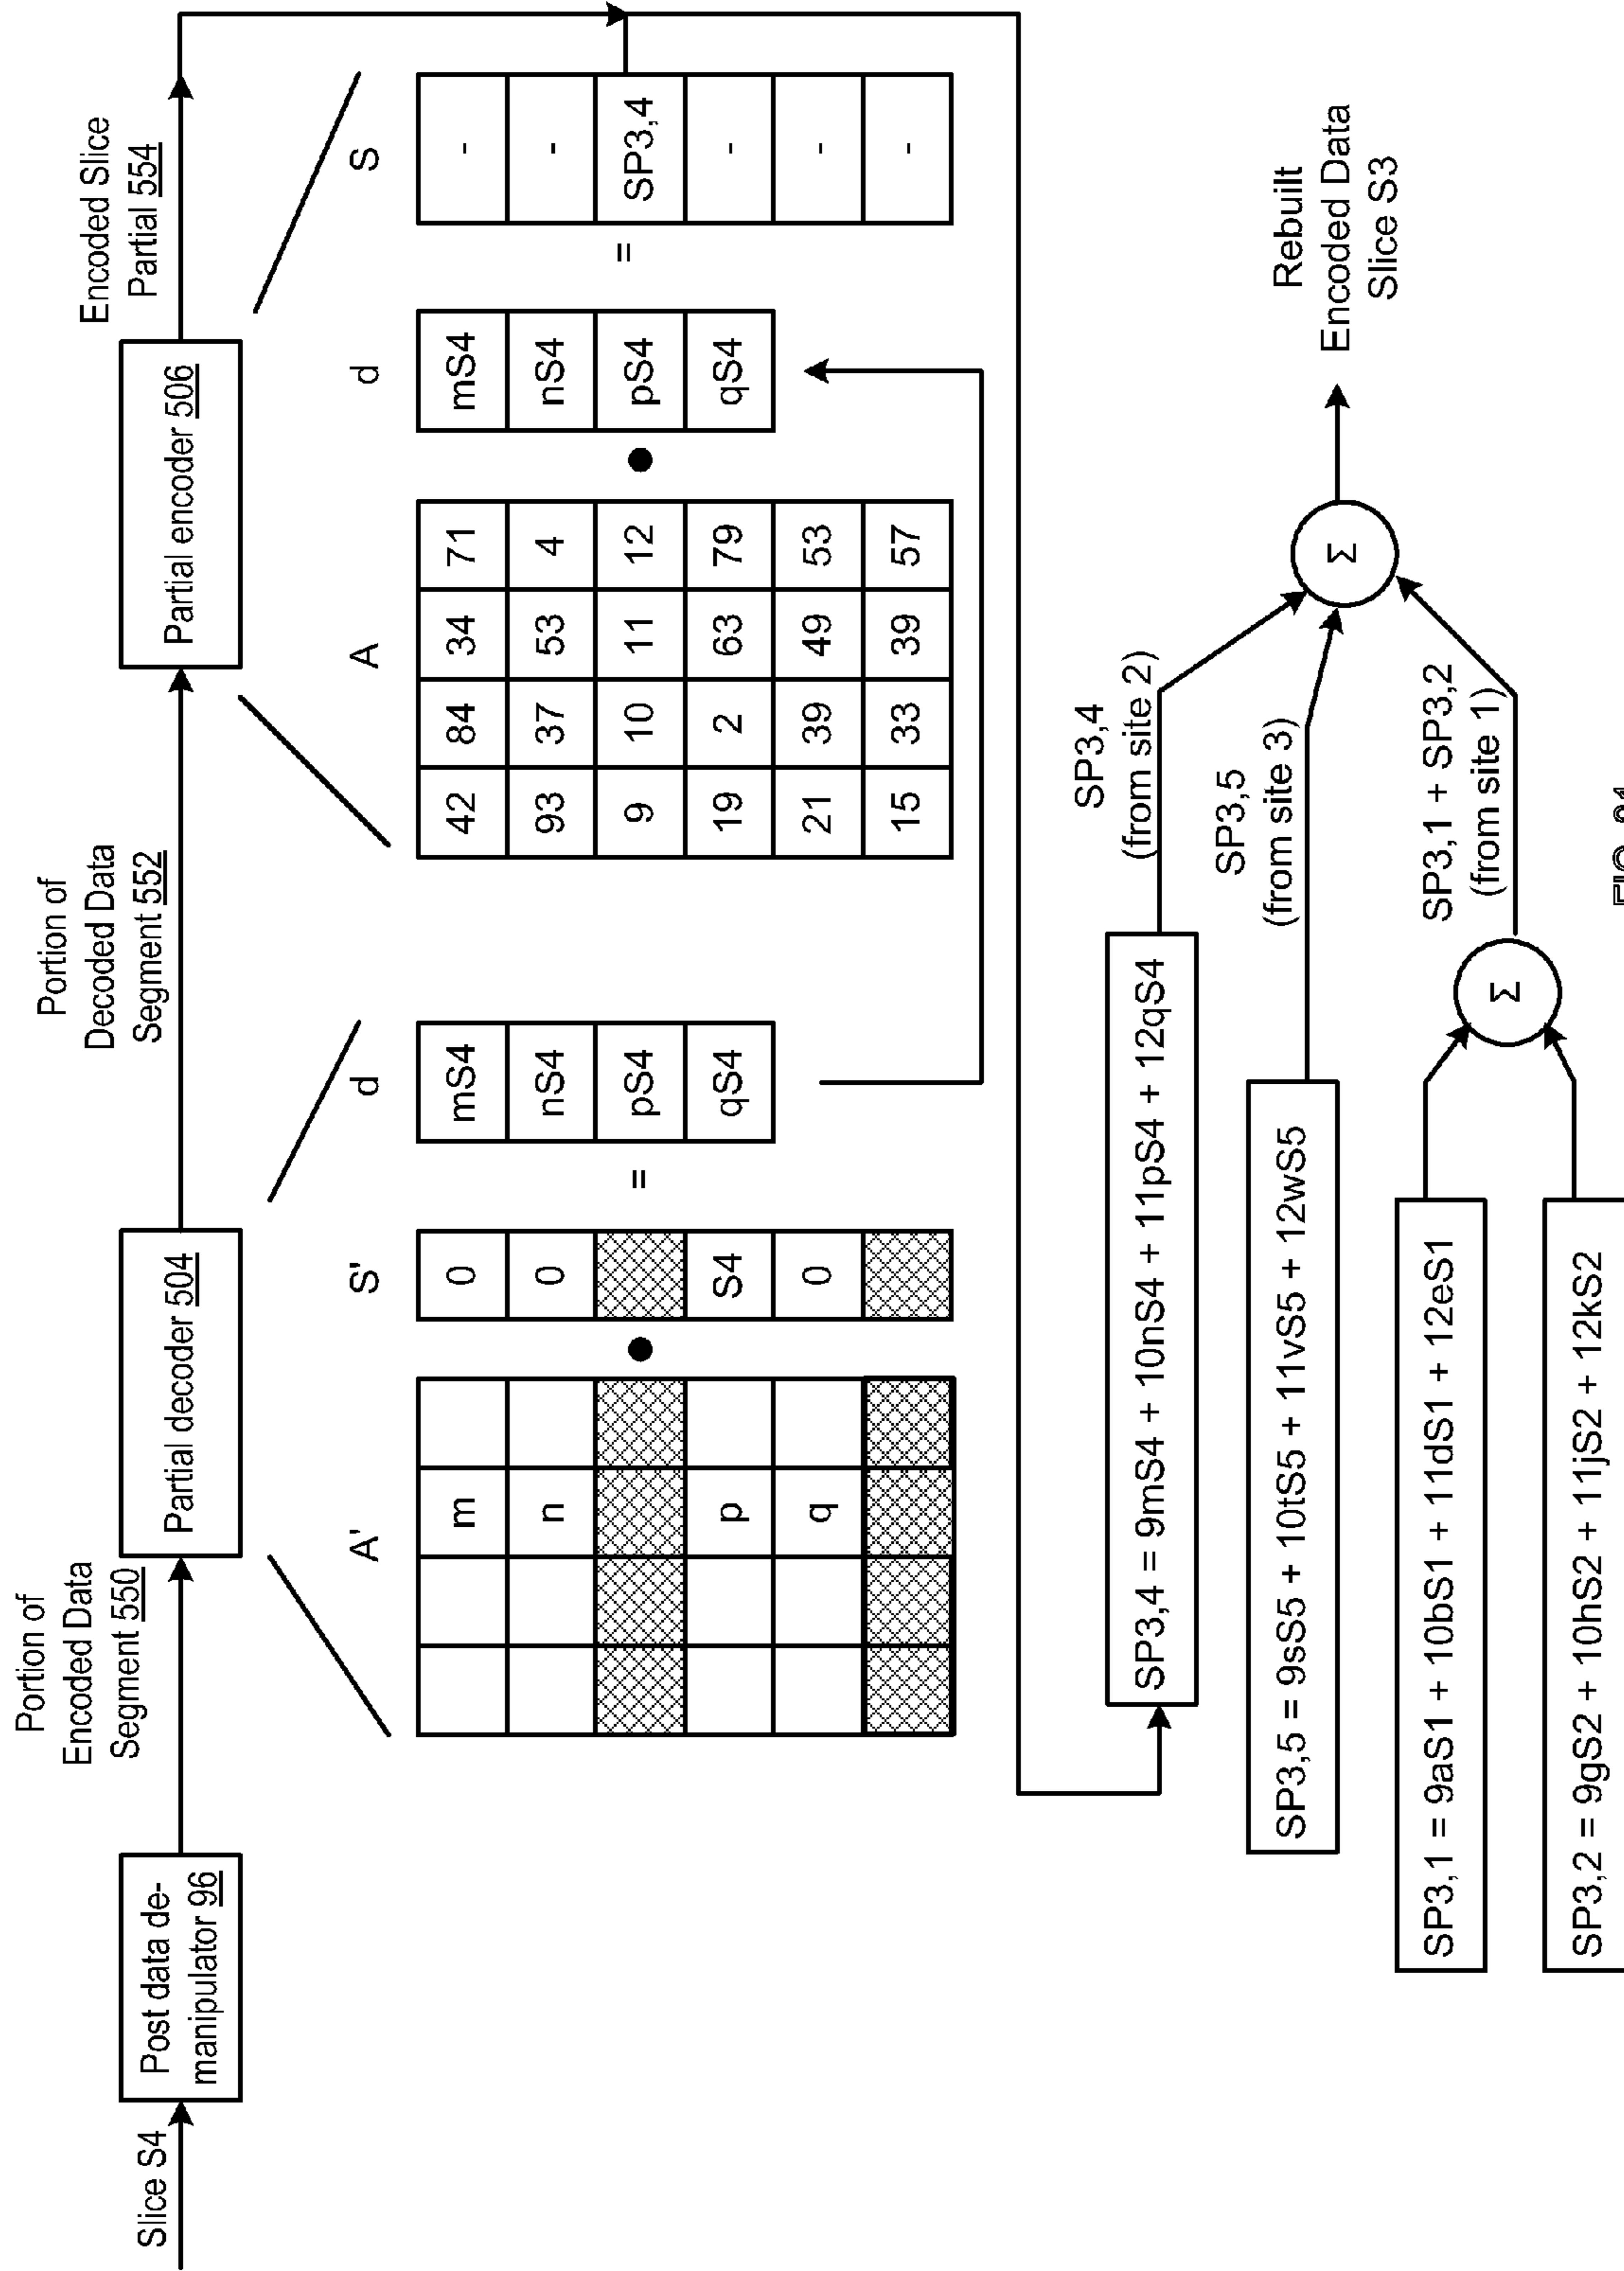 Slice S4
Post data de-
manipulator 96
Portion of
Encoded Data
Segment 550
Partial decoder 504
Portion of
Decoded Data
Segment 552
Partial encoder 506
Encoded Slice
Partial 554
A'
m
n
p
q
S'
0
0
S4
0
=
d
mS4
nS4
pS4
qS4
A
42 84 34 71
93 37 53 4
9 10 11 12
19 2 63 79
21 39 49 53
15 33 39 57
d
mS4
nS4
pS4
qS4
=
S
-
-
SP3,4
-
-
-
SP3,4 = 9mS4 + 10nS4 + 11pS4 + 12qS4
SP3,4
(from site 2)
SP3,5 = 9sS5 + 10tS5 + 11vS5 + 12wS5
SP3,5
(from site 3)
SP3,1 = 9aS1 + 10bS1 + 11dS1 + 12eS1
SP3,2 = 9gS2 + 10hS2 + 11jS2 + 12kS2
Σ
SP3,1 + SP3,2
(from site 1)
Σ
Rebuilt
Encoded Data
Slice S3
FIG.